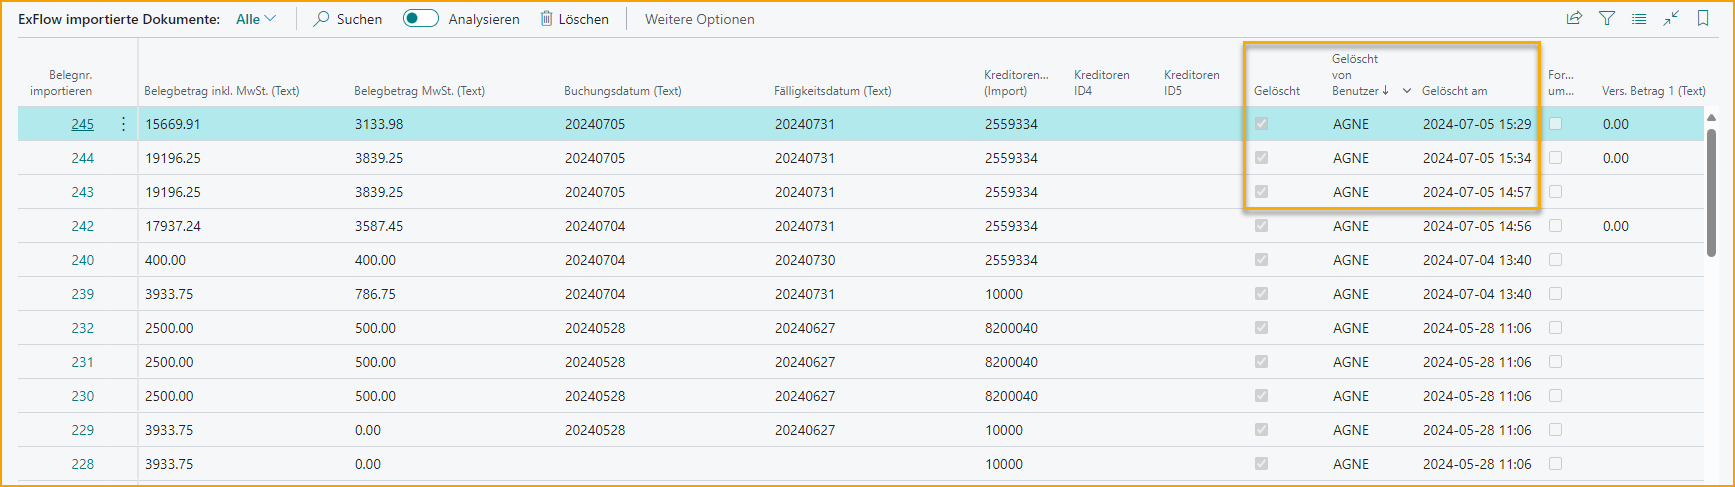 ExFlow importierte Dokumente: Alle Suchen Analysieren Löschen Weitere Optionen
Belegnr. importieren Belegbetrag inkl. MwSt. (Text) Belegbetrag MwSt. (Text) Buchungsdatum (Text) Fälligkeitsdatum (Text) Kreditoren... (Import) Kreditoren ID4 Kreditoren ID5 Gelöscht Gelöscht von Benutzer↓ Gelöscht am For... um... Vers. Betrag 1 (Text)
245 15669.91 3133.98 20240705 20240731 2559334 AGNE 2024-07-05 15:29 0.00
244 19196.25 3839.25 20240705 20240731 2559334 AGNE 2024-07-05 15:34 0.00
243 19196.25 3839.25 20240705 20240731 2559334 AGNE 2024-07-05 14:57
242 17937.24 3587.45 20240704 20240731 2559334 AGNE 2024-07-05 14:56 0.00
240 400.00 400.00 20240704 20240730 2559334 AGNE 2024-07-04 13:40
239 3933.75 786.75 20240704 20240731 10000 AGNE 2024-07-04 13:40
232 2500.00 500.00 20240528 20240627 8200040 AGNE 2024-05-28 11:06
231 2500.00 500.00 20240528 20240627 8200040 AGNE 2024-05-28 11:06
230 2500.00 500.00 20240528 20240627 8200040 AGNE 2024-05-28 11:06
229 3933.75 0.00 20240528 20240627 10000 AGNE 2024-05-28 11:06
228 3933.75 0.00 10000 AGNE 2024-05-28 11:06